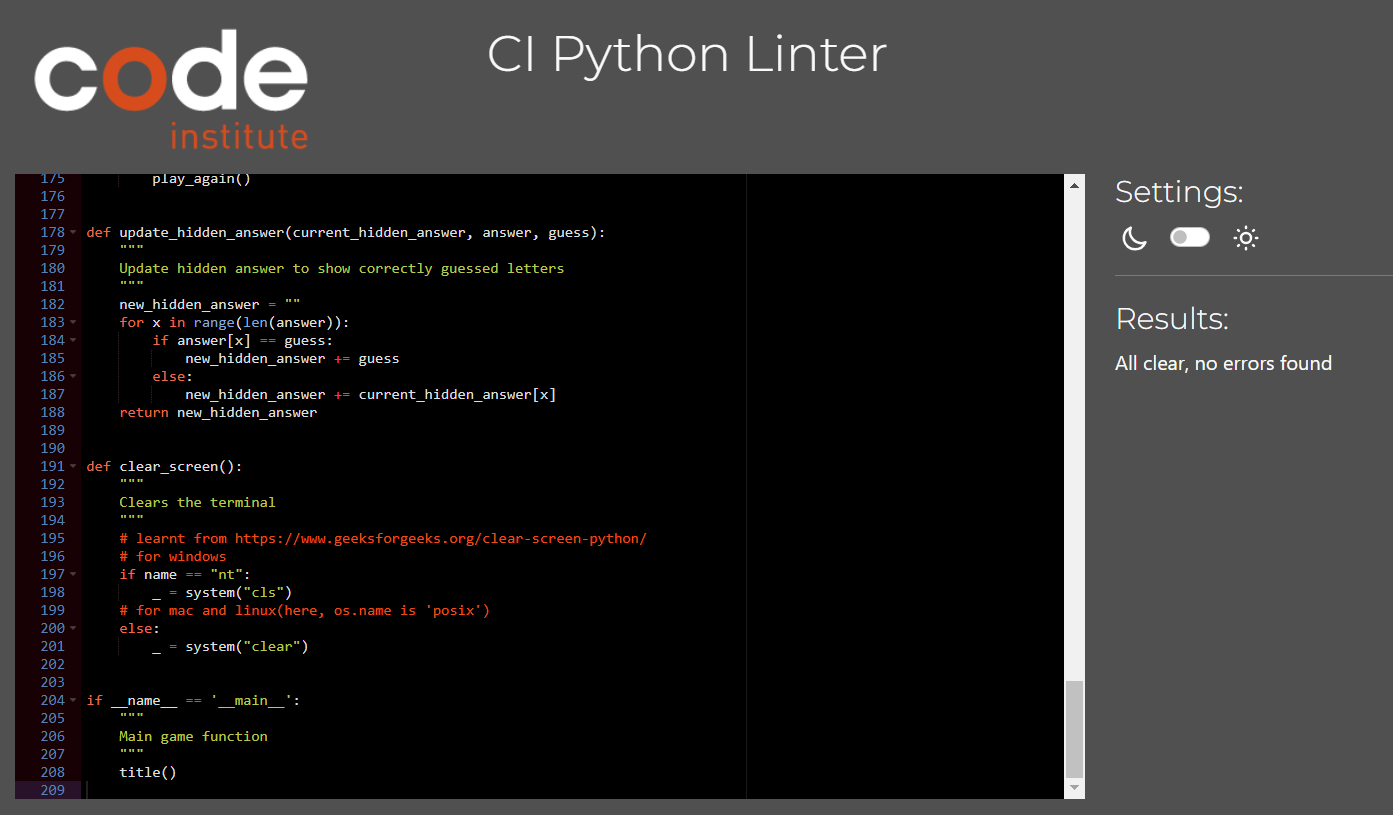 code
institute
CI Python Linter
175 play_again()
176
177
178 def update_hidden_answer(current_hidden_answer, answer, guess):
179 """
180 Update hidden answer to show correctly guessed letters
181 """
182 new_hidden_answer = ""
183 for x in range(len(answer)):
184 if answer[x] == guess:
185 new_hidden_answer += guess
186 else:
187 new_hidden_answer += current_hidden_answer[x]
188 return new_hidden_answer
189
190
191 def clear_screen():
192 """
193 Clears the terminal
194 """
195 # learnt from https://www.geeksforgeeks.org/clear-screen-python/
196 # for windows
197 if name == "nt":
198 _ = system("cls")
199 # for mac and linux(here, os.name is 'posix')
200 else:
201 _ = system("clear")
202
203
204 if __name__ == '__main__':
205 """
206 Main game function
207 """
208 title()
209
Settings:
Results:
All clear, no errors found